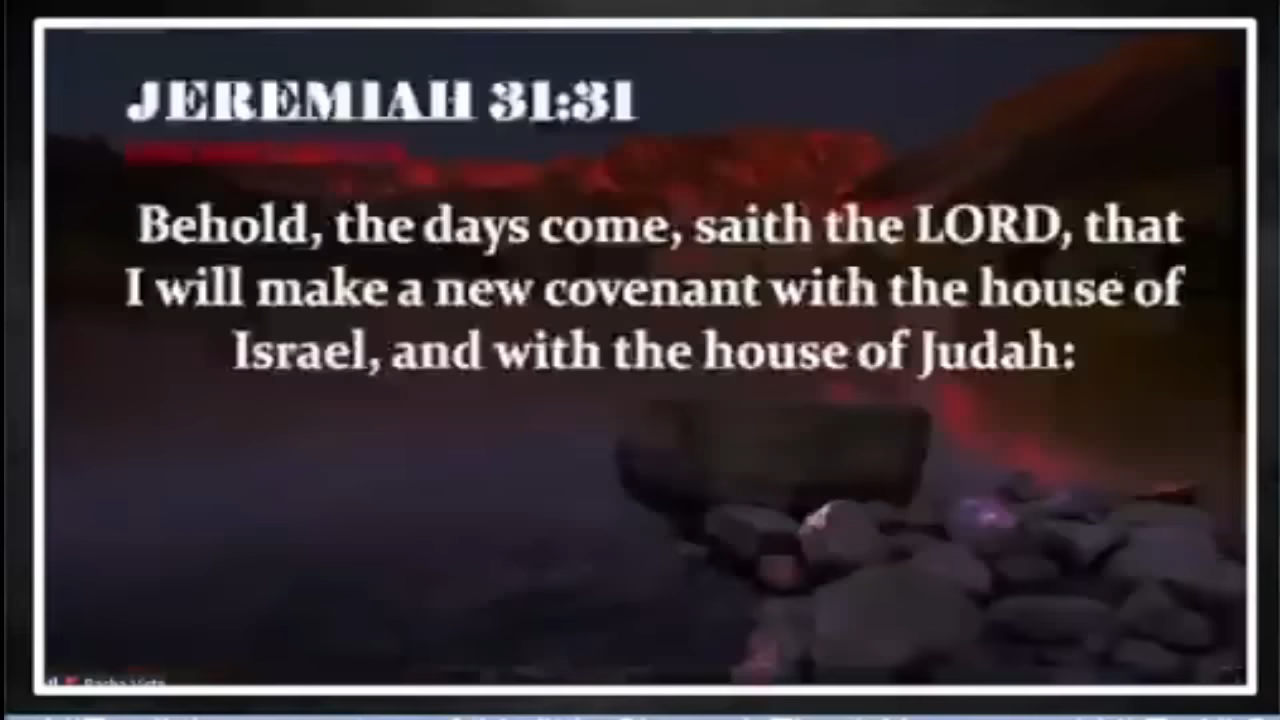 JEREMIAH 31:31
Behold, the days come, saith the LORD, that
I will make a new covenant with the house of
Israel, and with the house of Judah: